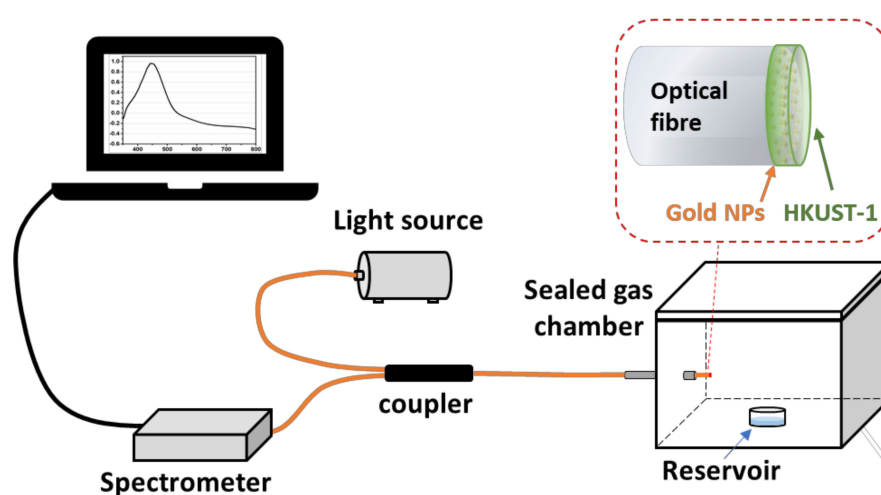 1.0
0.8
0.6
0.4
0.2
0.0
-0.2
-0.4
-0.6
400 500 600 700 800
Optical
fibre
Gold NPs HKUST-1
Light source
Sealed gas
chamber
coupler
Reservoir
Spectrometer